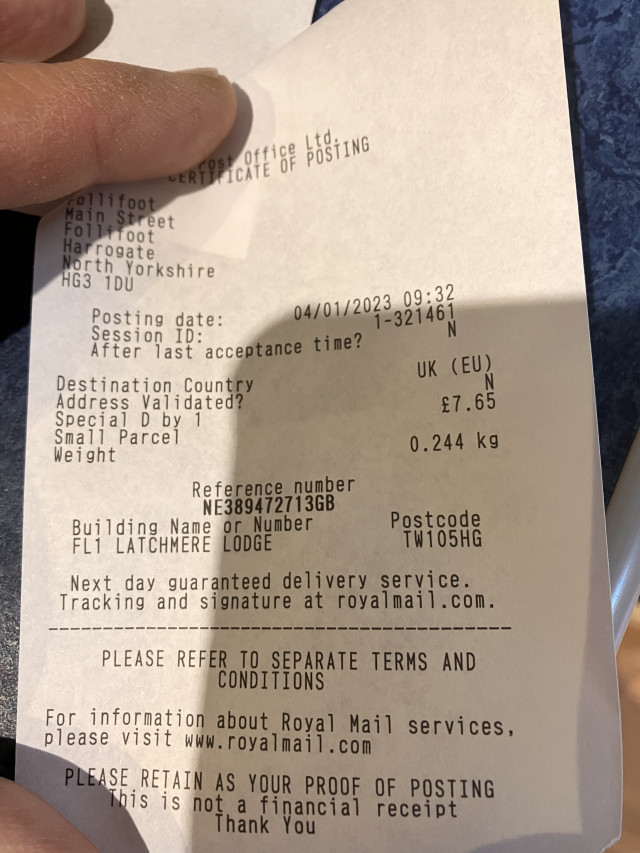 Post Office Ltd.
CERTIFICATE OF POSTING
Follifoot
Main Street
Follifoot
Harrogate
North Yorkshire
HG3 1DU
Posting date: 04/01/2023 09:32
Session ID: 1-321461
After last acceptance time? N
Destination Country UK (EU)
Address Validated? N
Special D by 1 £7.65
Small Parcel
Weight 0.244 kg
Reference number
NE389472713GB
Building Name or Number Postcode
FL1 LATCHMERE LODGE TW105HG
Next day guaranteed delivery service.
Tracking and signature at royalmail.com.
PLEASE REFER TO SEPARATE TERMS AND
CONDITIONS
For information about Royal Mail services,
please visit www.royalmail.com
PLEASE RETAIN AS YOUR PROOF OF POSTING
This is not a financial receipt
Thank You